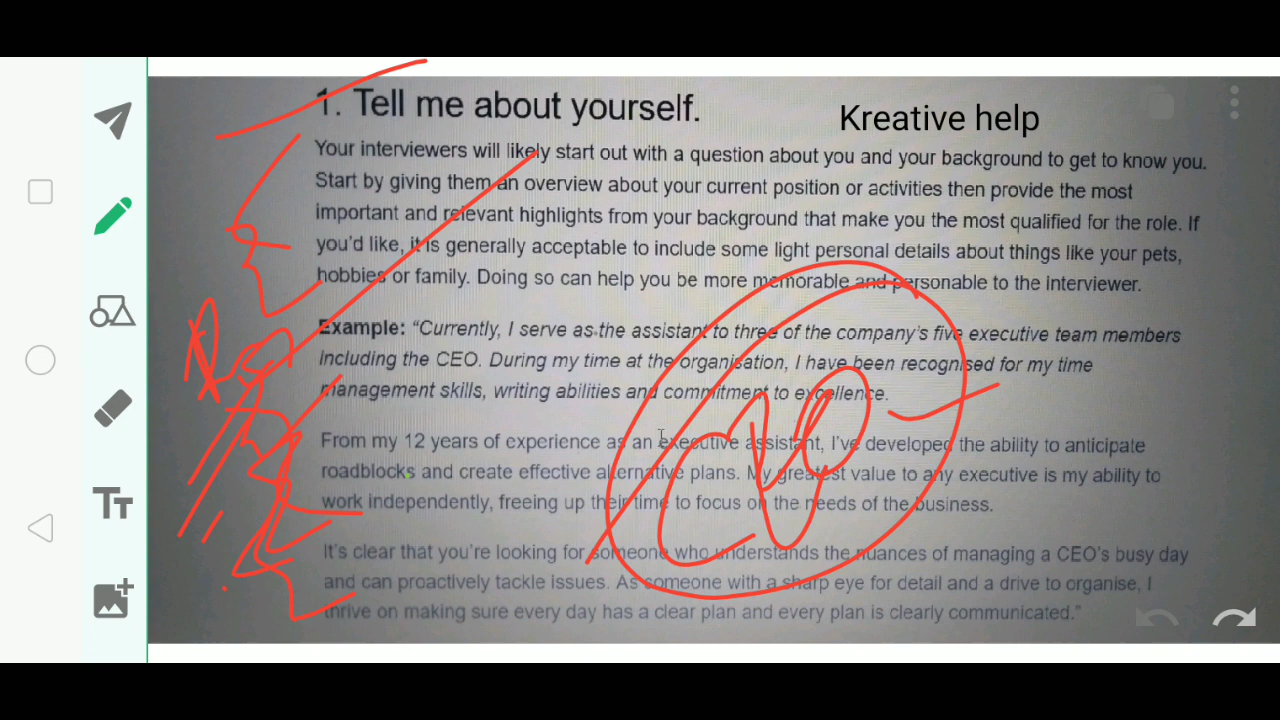 1. Tell me about yourself.
Kreative help
Your interviewers will likely start out with a question about you and your background to get to know you.
Start by giving them an overview about your current position or activities then provide the most
important and relevant highlights from your background that make you the most qualified for the role. If
you'd like, it is generally acceptable to include some light personal details about things like your pets,
hobbies or family. Doing so can help you be more memorable and personable to the interviewer.
Example: “Currently, I serve as the assistant to three of the company's five executive team members
including the CEO. During my time at the organisation, I have been recognised for my time
management skills, writing abilities and commitment to excellence.
From my 12 years of experience as an executive assistant, I've developed the ability to anticipate
roadblocks and create effective alternative plans. My greatest value to any executive is my ability to
work independently, freeing up their time to focus on the needs of the business.
It's clear that you're looking for someone who understands the nuances of managing a CEO's busy day
and can proactively tackle issues. As someone with a sharp eye for detail and a drive to organise, I
thrive on making sure every day has a clear plan and every plan is clearly communicated.”
TT